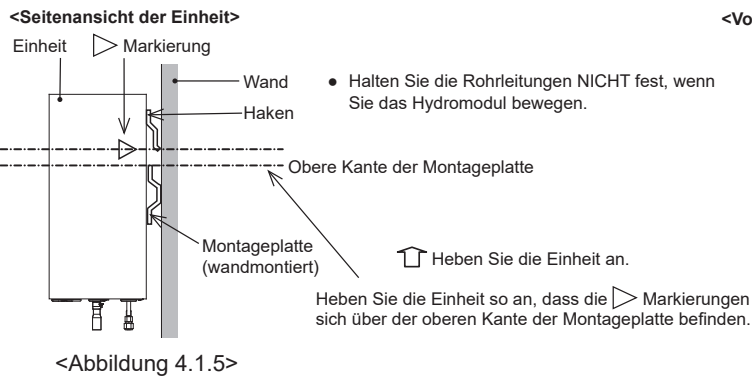 <Seitenansicht der Einheit>
<Vo
Einheit
Markierung
Wand
Haken
● Halten Sie die Rohrleitungen NICHT fest, wenn
Sie das Hydromodul bewegen.
Obere Kante der Montageplatte
Montageplatte
(wandmontiert)
Heben Sie die Einheit an.
Heben Sie die Einheit so an, dass die ▷ Markierungen
sich über der oberen Kante der Montageplatte befinden.
<Abbildung 4.1.5>